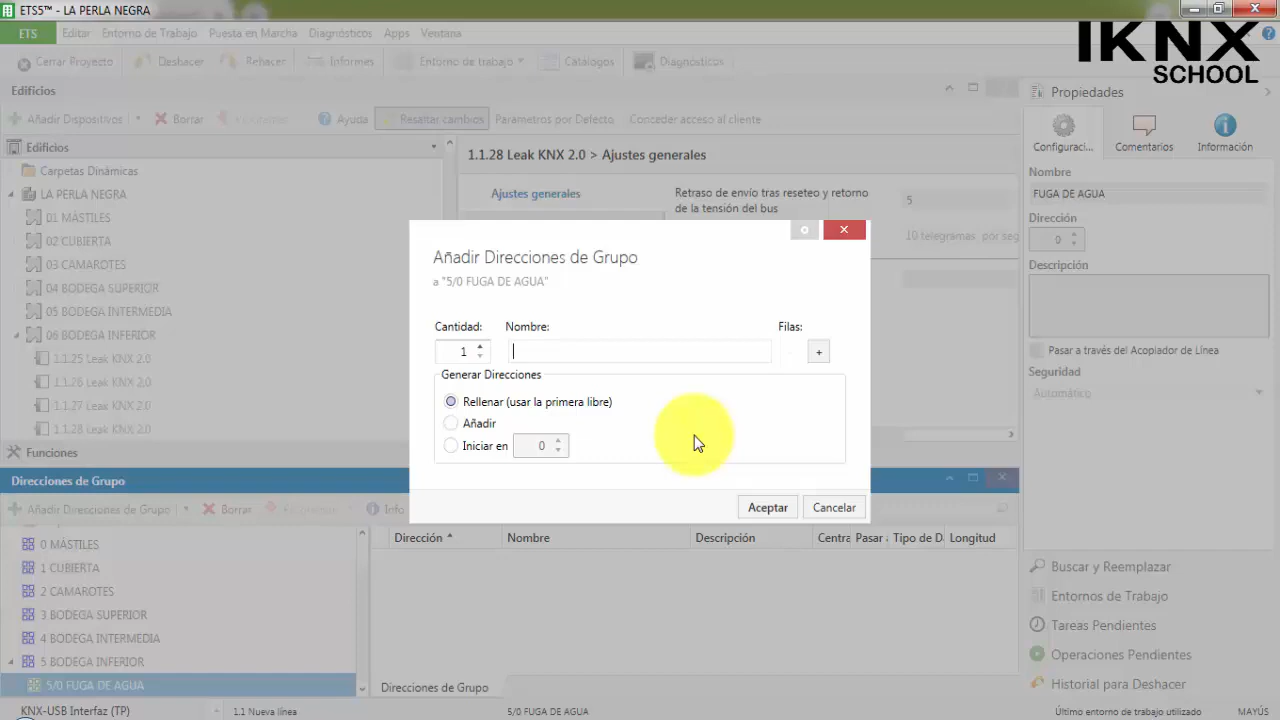 ETS5™ - LA PERLA NEGRA
ETS Editar Entorno de Trabajo Puesta en Marcha Diagnósticos Apps Ventana
IKNX
SCHOOL
Cerrar Proyecto Deshacer Rehacer Informes Entorno de trabajo Catálogos Diagnósticos
Edificios
Añadir Dispositivos Borrar Ayuda Resaltar cambios Parametros por Defecto Conceder acceso al cliente
Edificios
Carpetas Dinámicas
LA PERLA NEGRA
01 MÁSTILES
02 CUBIERTA
03 CAMAROTES
04 BODEGA SUPERIOR
05 BODEGA INTERMEDIA
06 BODEGA INFERIOR
1.1.25 Leak KNX 2.0
1.1.26 Leak KNX 2.0
1.1.27 Leak KNX 2.0
1.1.28 Leak KNX 2.0
Funciones
1.1.28 Leak KNX 2.0 > Ajustes generales
Ajustes generales
Retraso de envío tras reseteo y retorno
de la tensión del bus
5
10 telegramas por seg
Propiedades
Configuraci... Comentarios Información
Nombre
FUGA DE AGUA
Dirección
0
Descripción
Pasar a través del Acopiador de Línea
Seguridad
Automático
Añadir Direcciones de Grupo
a "5/0 FUGA DE AGUA"
Cantidad: Nombre: Filas:
1 +
Generar Direcciones
Rellenar (usar la primera libre)
Añadir
Iniciar en 0
Aceptar Cancelar
Direcciones de Grupo
Añadir Direcciones de Grupo Borrar Info
0 MÁSTILES
1 CUBIERTA
2 CAMAROTES
3 BODEGA SUPERIOR
4 BODEGA INTERMEDIA
5 BODEGA INFERIOR
5/0 FUGA DE AGUA
Dirección Nombre Descripción Centra Pasar a Tipo de D Longitud
Direcciones de Grupo
Buscar y Reemplazar
Entornos de Trabajo
Tareas Pendientes
Operaciones Pendientes
Historial para Deshacer
KNX-USB Interfaz (TP) 1.1 Nueva línea 5/0 FUGA DE AGUA Último entorno de trabajo utilizado MAYÚS